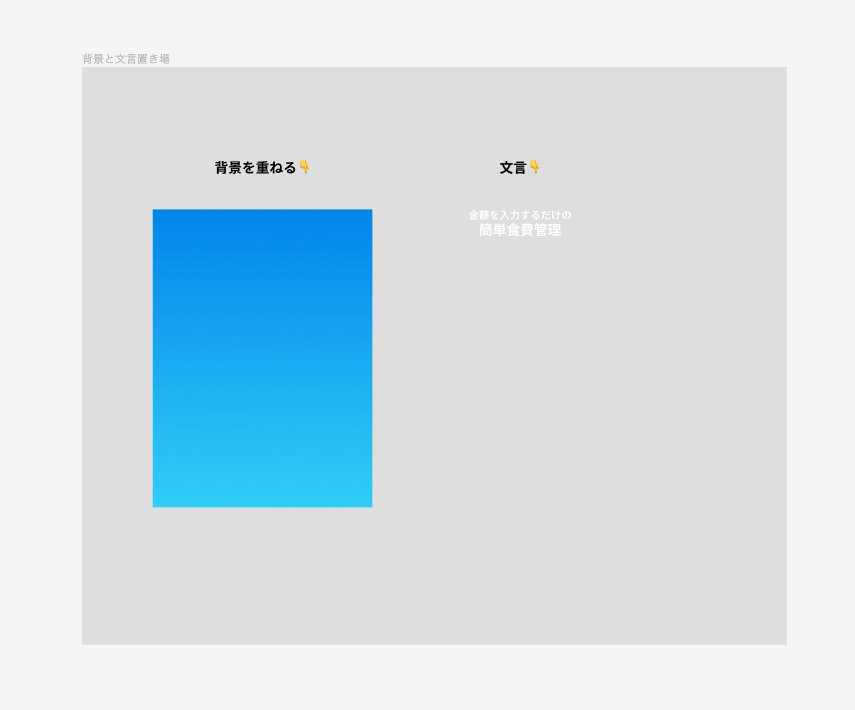 背景と文言置き場
背景を重ねる👇
文言👇
金額を入力するだけの
簡単食費管理